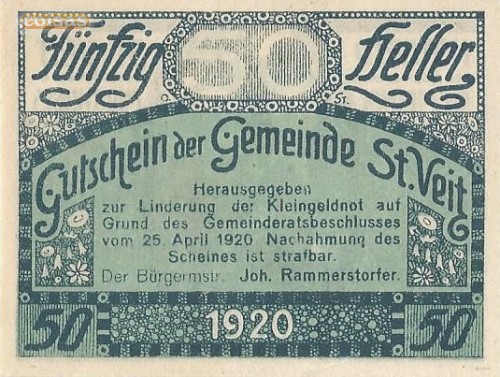 Fünfzig 50 Heller
St.
Gutschein der Gemeinde St. Veit
Herausgegeben
zur Linderung der Kleingeldnot auf
Grund des Gemeinderatsbeschlusses
vom 25. April 1920 Nachahmung des
Scheines ist strafbar.
Der Bürgermstr. Joh. Rammerstorfer.
50 1920 50